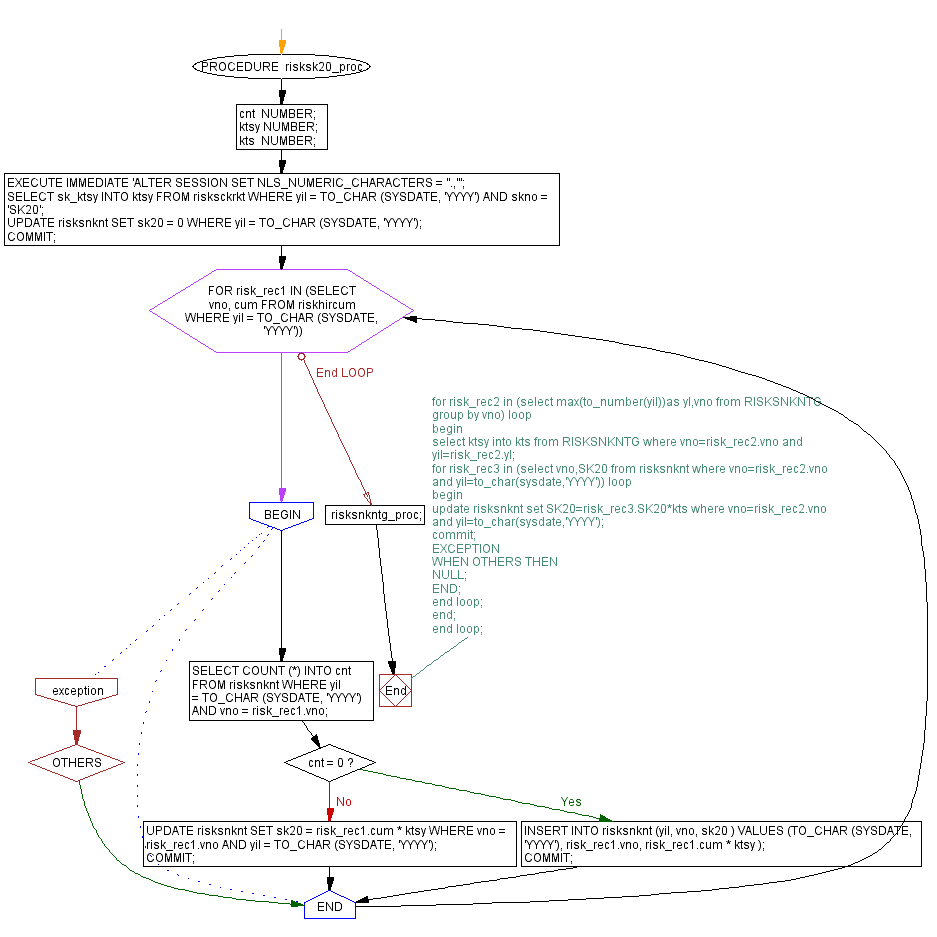 PROCEDURE risksk20_proc
cnt NUMBER;
ktsy NUMBER;
kts NUMBER;
EXECUTE IMMEDIATE 'ALTER SESSION SET NLS_NUMERIC_CHARACTERS = ''.,''';
SELECT sk_ktsy INTO ktsy FROM risksckrkt WHERE yil = TO_CHAR (SYSDATE, 'YYYY') AND skno =
'SK20';
UPDATE risksnknt SET sk20 = 0 WHERE yil = TO_CHAR (SYSDATE, 'YYYY');
COMMIT;
FOR risk_rec1 IN (SELECT
vno, cum FROM riskhircum
WHERE yil = TO_CHAR (SYSDATE,
'YYYY'))
End LOOP
for risk_rec2 in (select max(to_number(yil))as yl,vno from RISKSNKNTG
group by vno) loop
begin
select ktsy into kts from RISKSNKNTG where vno=risk_rec2.vno and
yil=risk_rec2.yl;
for risk_rec3 in (select vno,SK20 from risksnknt where vno=risk_rec2.vno
and yil=to_char(sysdate,'YYYY')) loop
begin
update risksnknt set SK20=risk_rec3.SK20*kts where vno=risk_rec2.vno
and yil=to_char(sysdate,'YYYY');
commit;
EXCEPTION
WHEN OTHERS THEN
NULL;
END;
end loop;
end;
end loop;
BEGIN
risksnkntg_proc;
SELECT COUNT (*) INTO cnt
FROM risksnknt WHERE yil
= TO_CHAR (SYSDATE, 'YYYY')
AND vno = risk_rec1.vno;
End
exception
OTHERS
cnt = 0 ?
No
Yes
UPDATE risksnknt SET sk20 = risk_rec1.cum * ktsy WHERE vno =
risk_rec1.vno AND yil = TO_CHAR (SYSDATE, 'YYYY');
COMMIT;
INSERT INTO risksnknt (yil, vno, sk20 ) VALUES (TO_CHAR (SYSDATE,
'YYYY'), risk_rec1.vno, risk_rec1.cum * ktsy );
COMMIT;
END